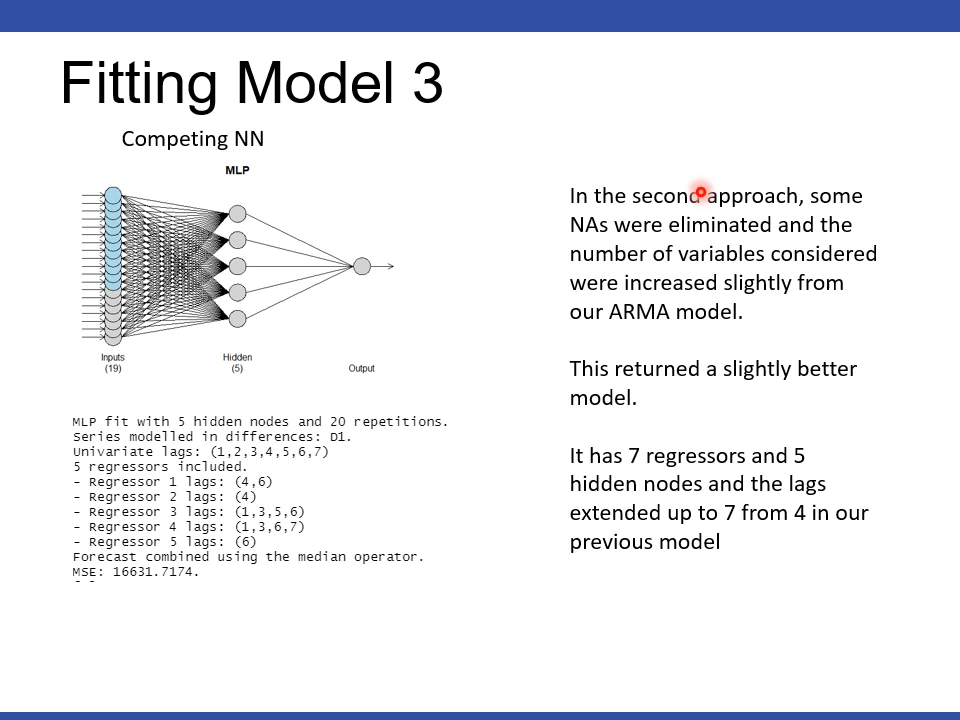 Fitting Model 3
Competing NN
MLP
Inputs
(19)
Hidden
(5)
Output
MLP fit with 5 hidden nodes and 20 repetitions.
Series modelled in differences: D1.
Univariate lags: (1,2,3,4,5,6,7)
5 regressors included.
- Regressor 1 lags: (4,6)
- Regressor 2 lags: (4)
- Regressor 3 lags: (1,3,5,6)
- Regressor 4 lags: (1,3,6,7)
- Regressor 5 lags: (6)
Forecast combined using the median operator.
MSE: 16631.7174.
In the second approach, some
NAs were eliminated and the
number of variables considered
were increased slightly from
our ARMA model.
This returned a slightly better
model.
It has 7 regressors and 5
hidden nodes and the lags
extended up to 7 from 4 in our
previous model